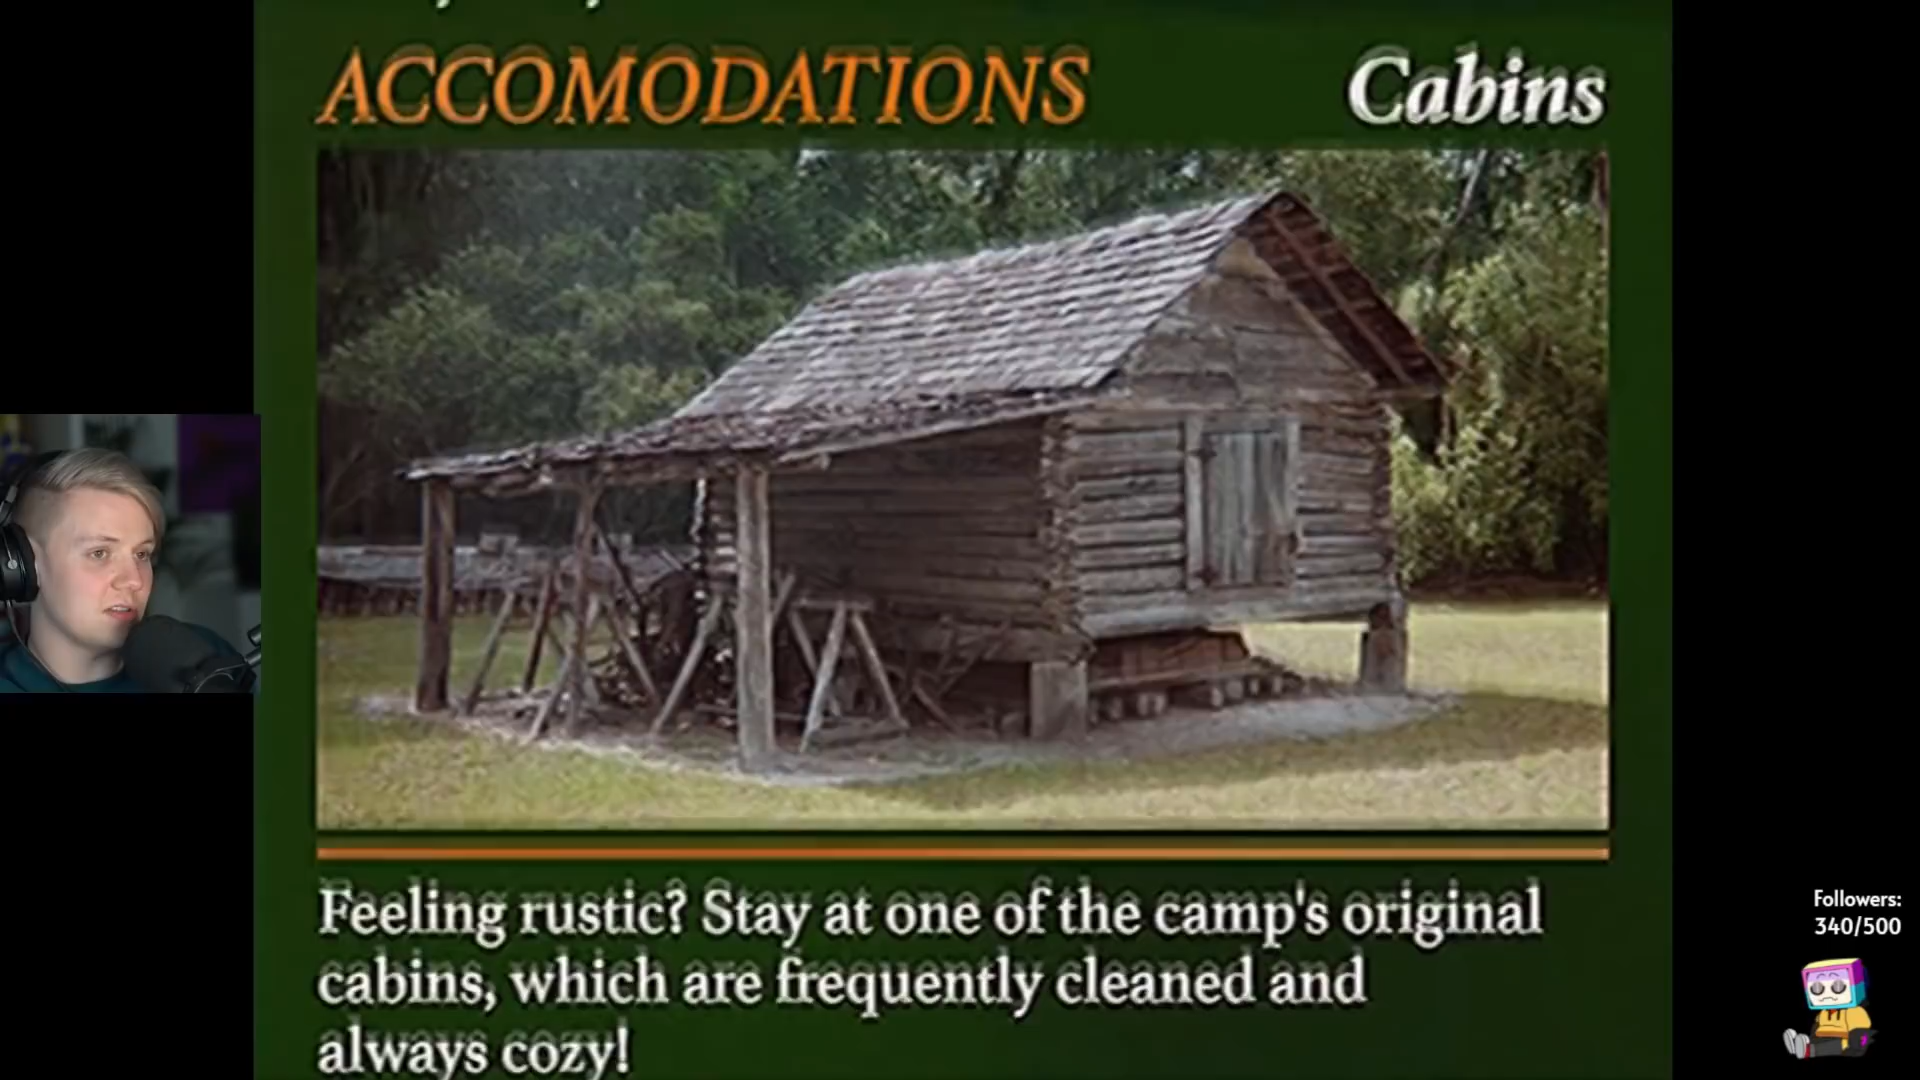 ACCOMODATIONS
Cabins
Feeling rustic? Stay at one of the camp's original
cabins, which are frequently cleaned and
always cozy!
Followers:
340/500